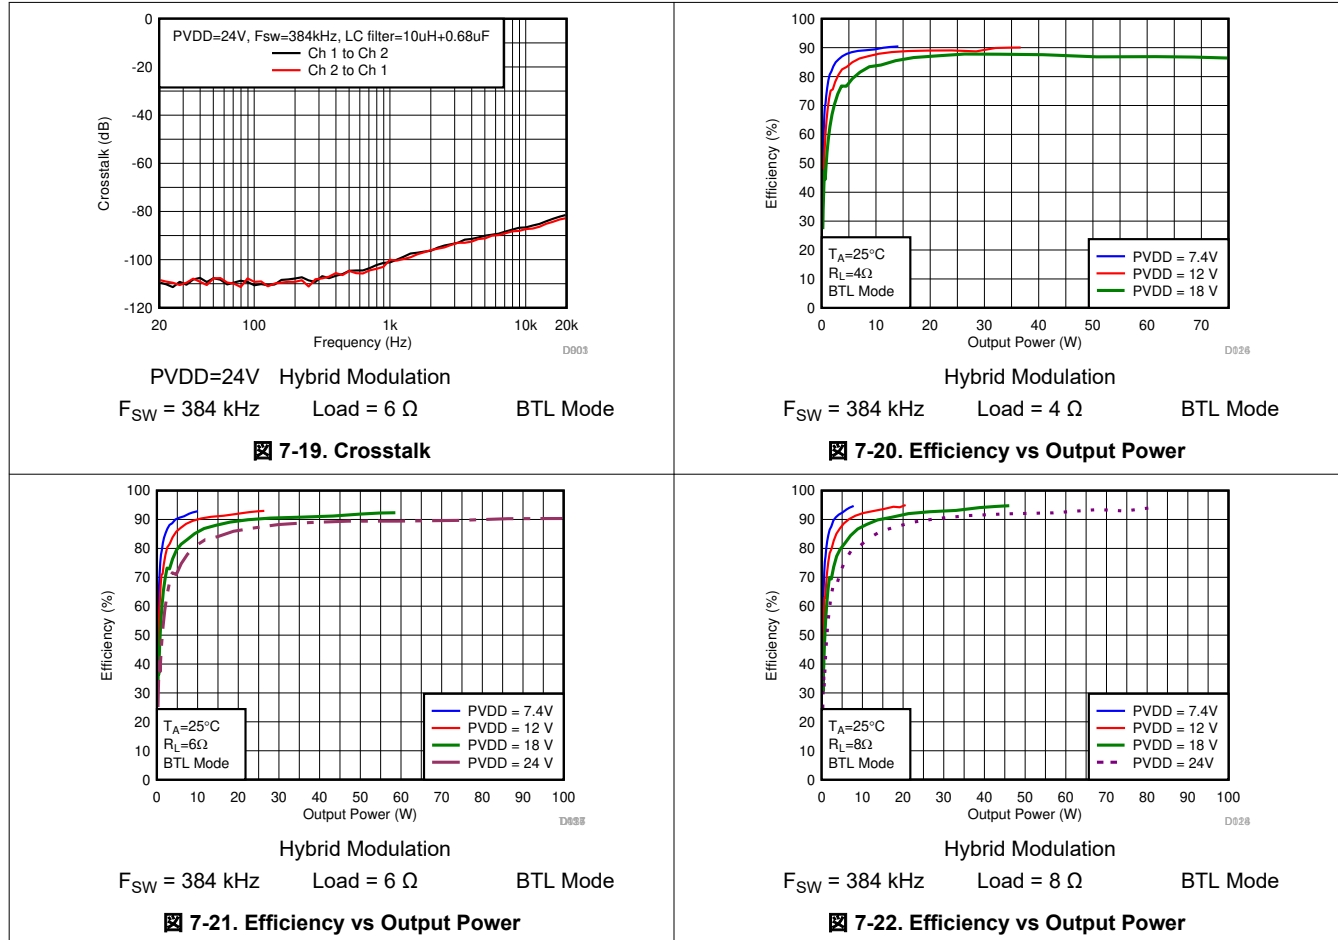 0
-20
-40
-60
-80
-100
-120
Crosstalk (dB)
PVDD=24V, Fsw=384kHz, LC filter=10uH+0.68uF
Ch 1 to Ch 2
Ch 2 to Ch 1
20 100 1k 10k 20k
Frequency (Hz)
PVDD=24V Hybrid Modulation
FSW = 384 kHz Load = 6 Ω BTL Mode
図 7-19. Crosstalk
100
90
80
70
60
50
40
30
20
10
0
Efficiency (%)
TA=25°C
RL=4Ω
BTL Mode
PVDD = 7.4V
PVDD = 12 V
PVDD = 18 V
0 10 20 30 40 50 60 70
Output Power (W)
Hybrid Modulation
FSW = 384 kHz Load = 4 Ω BTL Mode
図 7-20. Efficiency vs Output Power
100
90
80
70
60
50
40
30
20
10
0
Efficiency (%)
TA=25°C
RL=6Ω
BTL Mode
PVDD = 7.4V
PVDD = 12 V
PVDD = 18 V
PVDD = 24 V
0 10 20 30 40 50 60 70 80 90 100
Output Power (W)
Hybrid Modulation
FSW = 384 kHz Load = 6 Ω BTL Mode
図 7-21. Efficiency vs Output Power
100
90
80
70
60
50
40
30
20
10
0
Efficiency (%)
TA=25°C
RL=8Ω
BTL Mode
PVDD = 7.4V
PVDD = 12 V
PVDD = 18 V
PVDD = 24V
0 10 20 30 40 50 60 70 80 90 100
Output Power (W)
Hybrid Modulation
FSW = 384 kHz Load = 8 Ω BTL Mode
図 7-22. Efficiency vs Output Power